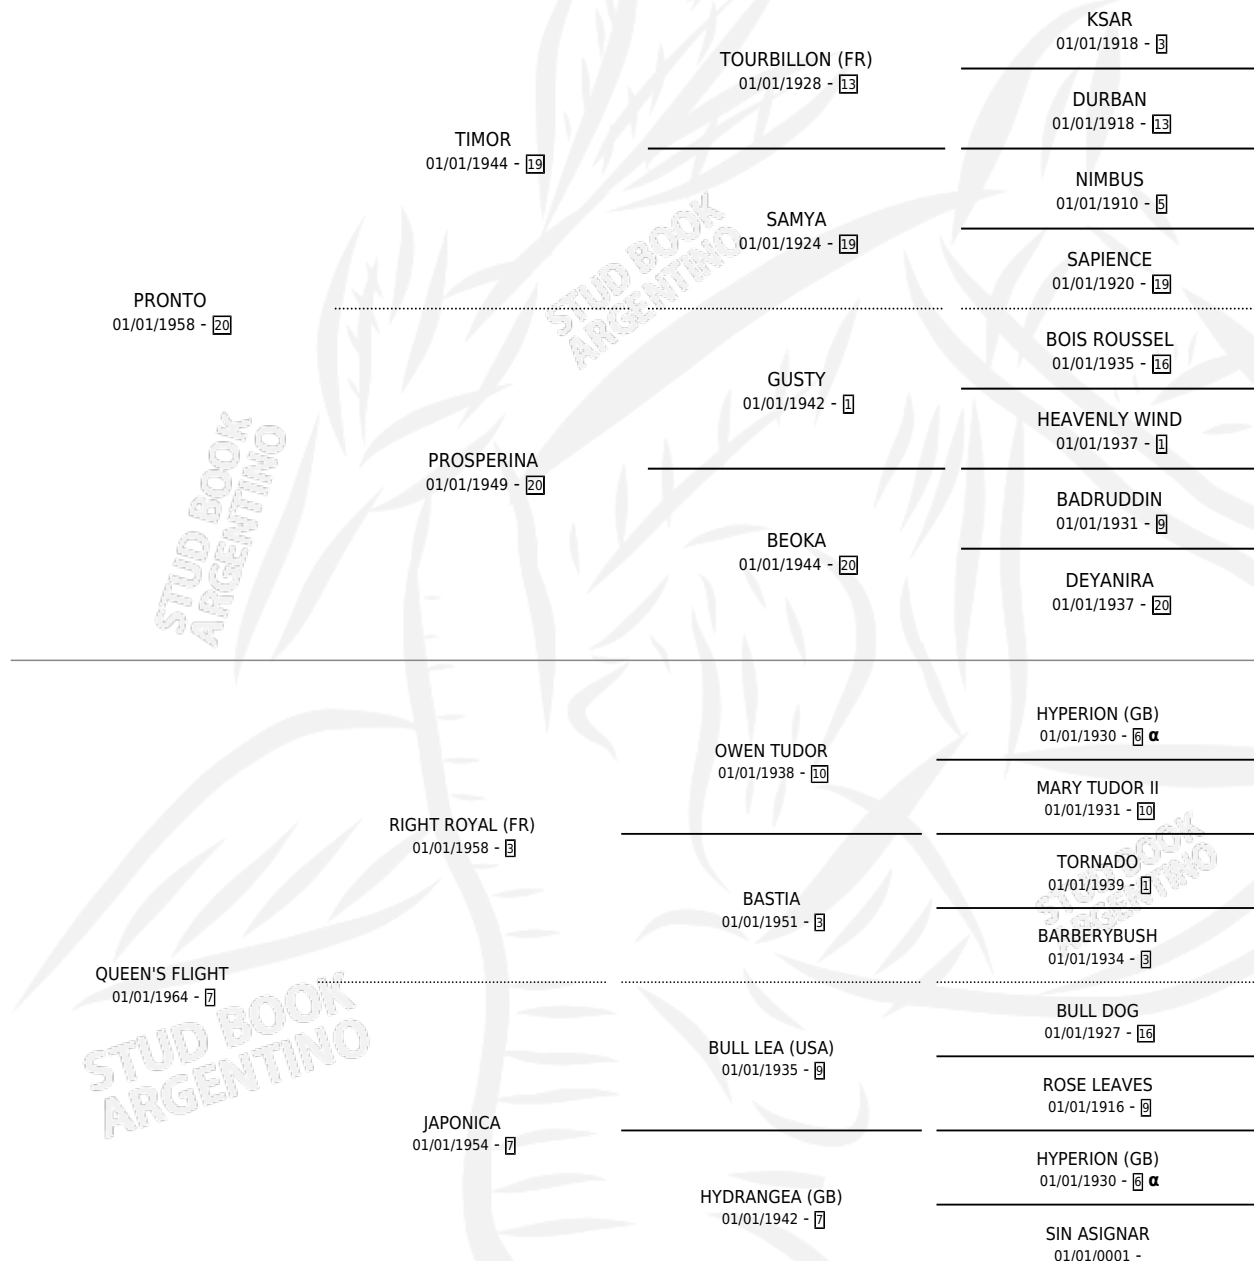 KSAR
01/01/1918 - 3
TOURBILLON (FR)
01/01/1928 - 13
DURBAN
01/01/1918 - 13
TIMOR
01/01/1944 - 19
NIMBUS
01/01/1910 - 5
SAMYA
01/01/1924 - 19
SAPIENCE
01/01/1920 - 19
STUD BOOK
ARGENTINO
PRONTO
01/01/1958 - 20
BOIS ROUSSEL
01/01/1935 - 16
GUSTY
01/01/1942 - 1
HEAVENLY WIND
01/01/1937 - 1
PROSPERINA
01/01/1949 - 20
BADRUDDIN
01/01/1931 - 9
BEOKA
01/01/1944 - 20
DEYANIRA
01/01/1937 - 20
STUD BOOK
ARGENTINO
HYPERION (GB)
01/01/1930 - 6 α
OWEN TUDOR
01/01/1938 - 10
MARY TUDOR II
01/01/1931 - 10
RIGHT ROYAL (FR)
01/01/1958 - 3
TORNADO
01/01/1939 - 1
STUD BOOK
ARGENTINO
BASTIA
01/01/1951 - 3
BARBERYBUSH
01/01/1934 - 3
QUEEN'S FLIGHT
01/01/1964 - 7
STUD BOOK
ARGENTINO
BULL DOG
01/01/1927 - 16
BULL LEA (USA)
01/01/1935 - 9
ROSE LEAVES
01/01/1916 - 9
JAPONICA
01/01/1954 - 7
HYPERION (GB)
01/01/1930 - 6 α
HYDRANGEA (GB)
01/01/1942 - 7
SIN ASIGNAR
01/01/0001 -